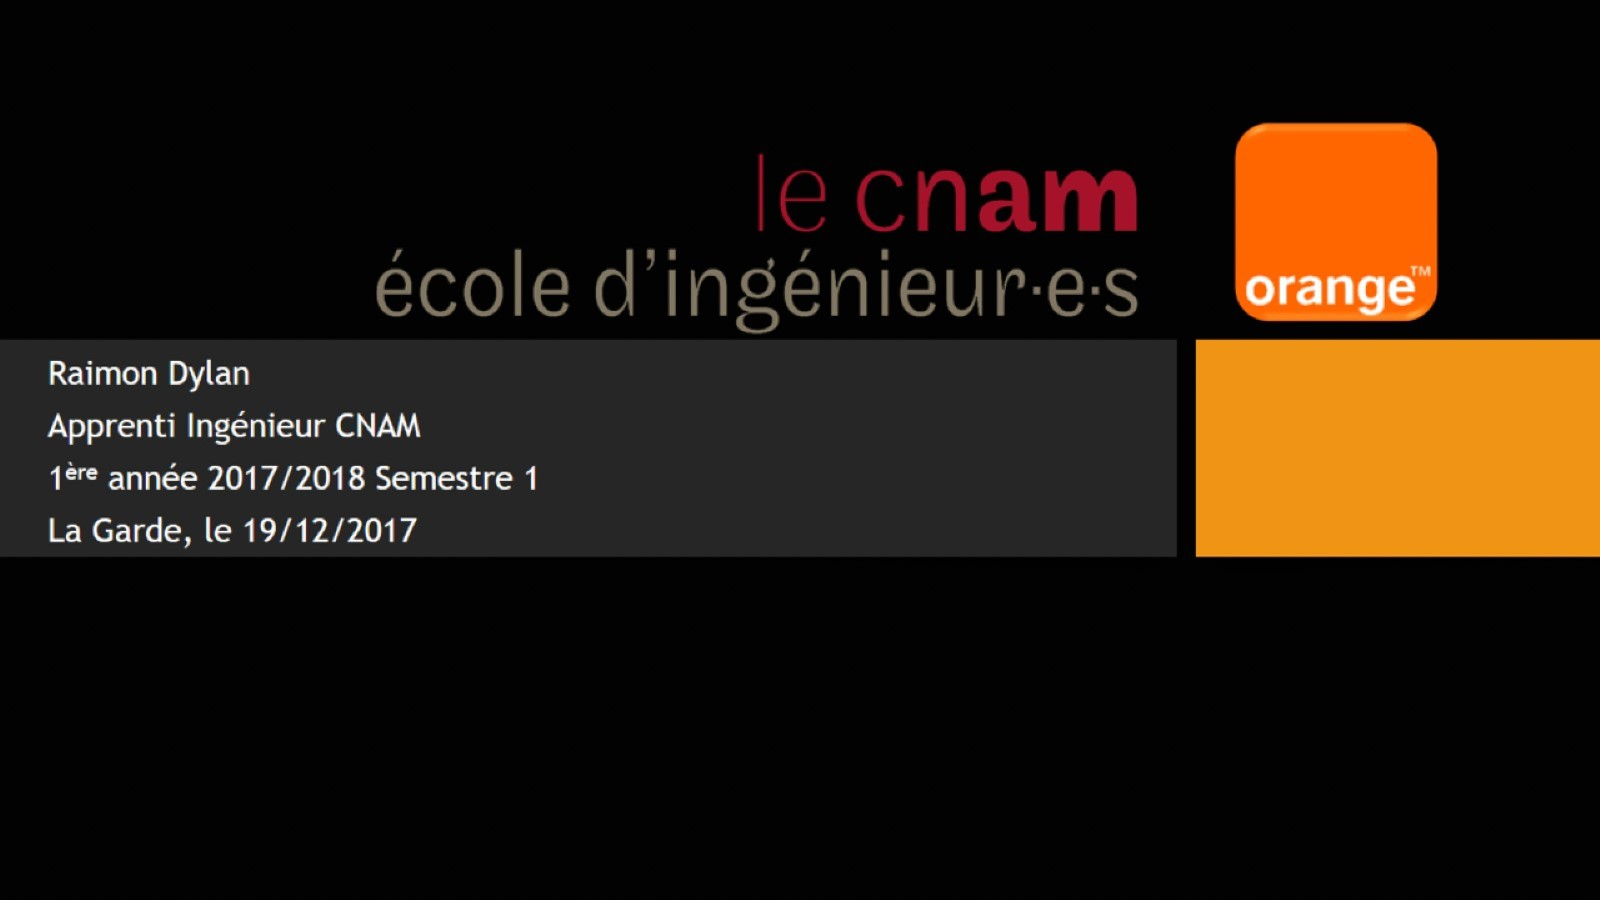 le cnam
école d'ingénieur·e·s
orange™
Raimon Dylan
Apprenti Ingénieur CNAM
1ère année 2017/2018 Semestre 1
La Garde, le 19/12/2017